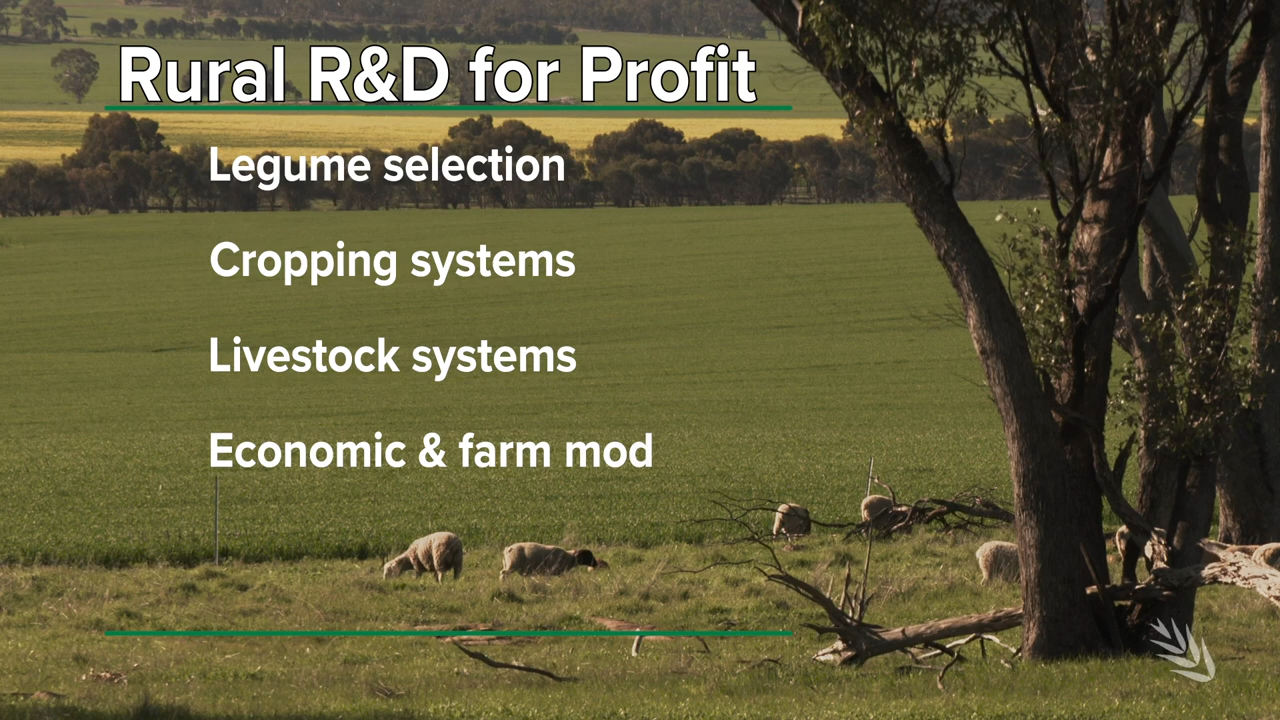 Rural R&D for Profit
Legume selection
Cropping systems
Livestock systems
Economic & farm mod